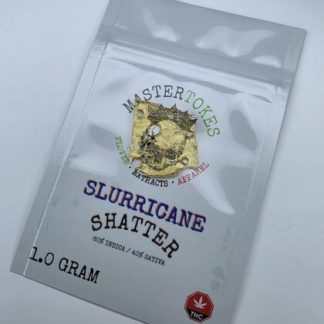 MASTERTOKES
FLOWER • EXTRACTS • APPAREL
SLURRICANE
SHATTER
60% INDICA / 40% SATIVA
1.0 GRAM
THC